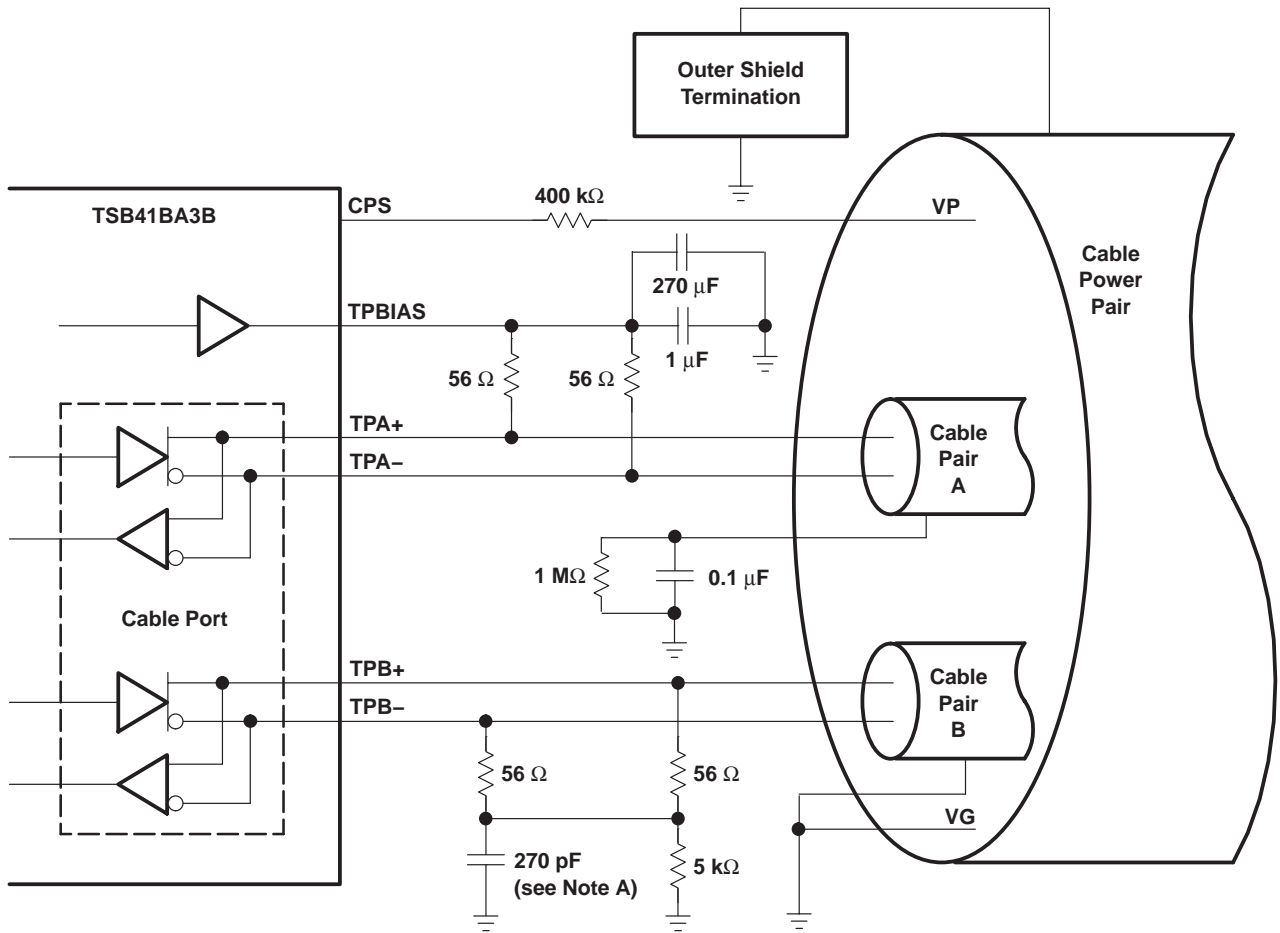 Outer Shield
Termination
TSB41BA3B
CPS
400 kΩ
VP
Cable
Power
Pair
270 μF
TPBIAS
1 μF
56 Ω
56 Ω
TPA+
TPA–
Cable
Pair
A
1 MΩ
0.1 μF
Cable Port
TPB+
TPB–
Cable
Pair
B
56 Ω
56 Ω
VG
270 pF
(see Note A)
5 kΩ